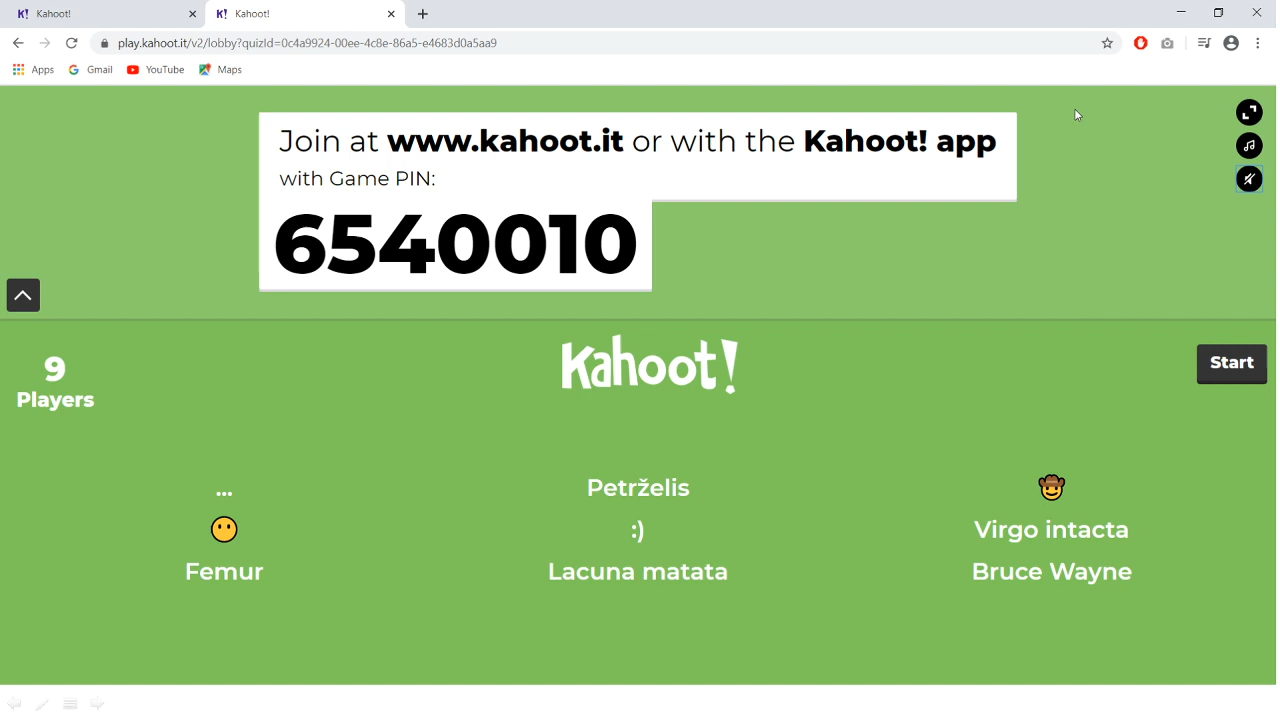 Kahoot!
Kahoot!
play.kahoot.it/v2/lobby?quizId=0c4a9924-00ee-4c8e-86a5-e4683d0a5aa9
Apps Gmail YouTube Maps
Join at www.kahoot.it or with the Kahoot! app
with Game PIN:
6540010
9
Players
Kahoot!
Start
... Petrželis 🤠
😶 :) Virgo intacta
Femur Lacuna matata Bruce Wayne